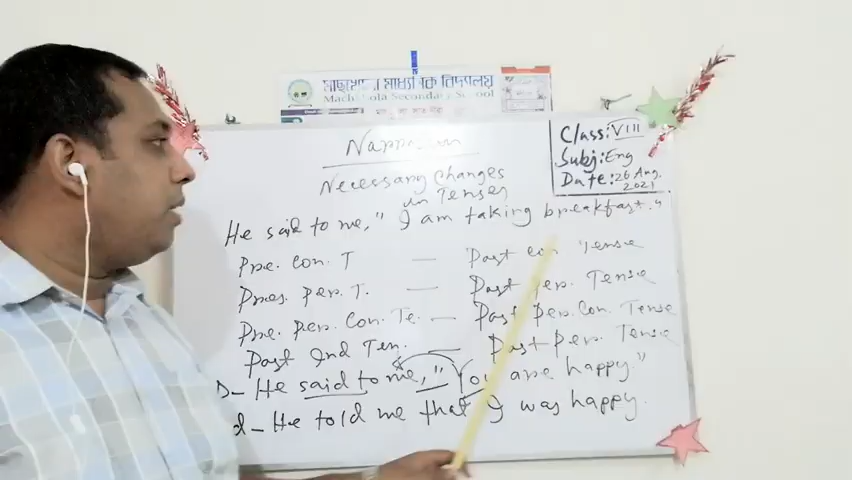 মাধ্যমিক বিদ্যালয়
Secondary School
Class: VIII
Subj: Eng
Date: 26 Aug. 2021
Necessary Changes
in Tenses
He said to me, "I am taking breakfast."
Pre. Con. T — Past Con Tense
Pres. per. T. — Past per. Tense
Pre. per. Con. Te. — Past per. Con. Tense
Past Ind Ten. — Past per. Tense
D- He said to me, "You are happy."
d- He told me that I was happy.